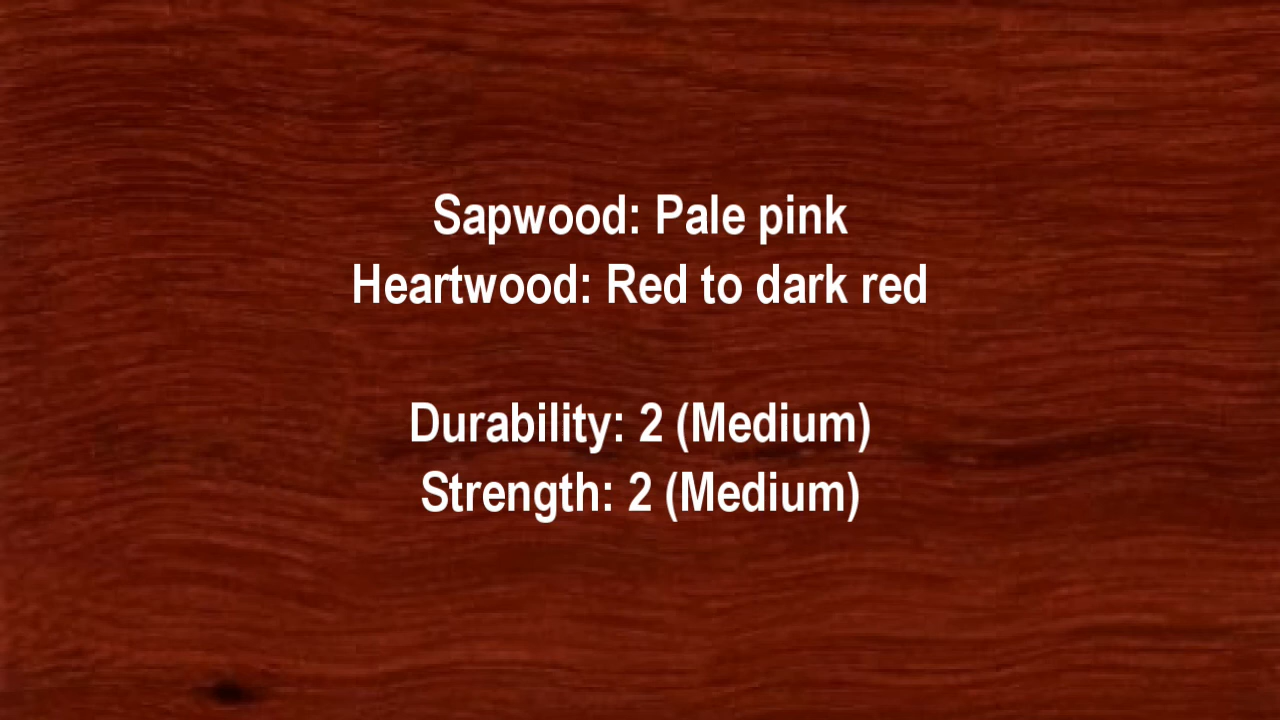 Sapwood: Pale pink
Heartwood: Red to dark red
Durability: 2 (Medium)
Strength: 2 (Medium)